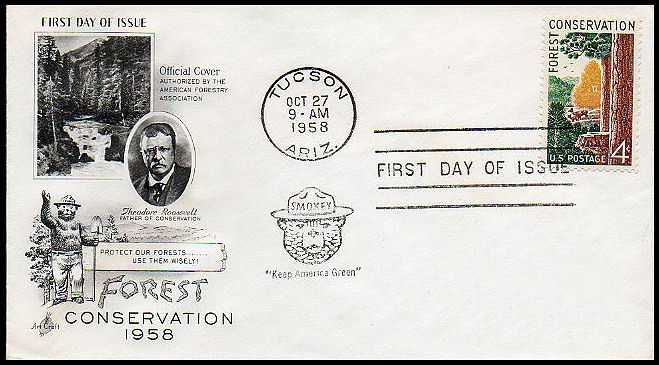 FIRST DAY OF ISSUE
Official Cover
AUTHORIZED BY THE
AMERICAN FORESTRY
ASSOCIATION
Theodore Roosevelt
FATHER OF CONSERVATION
PROTECT OUR FORESTS......
USE THEM WISELY!
FOREST
CONSERVATION
1958
Art Craft
TUCSON
OCT 27
9-AM
1958
ARIZ.
SMOKEY
"Keep America Green"
FIRST DAY OF ISSUE
FOREST CONSERVATION
U.S. POSTAGE 4¢